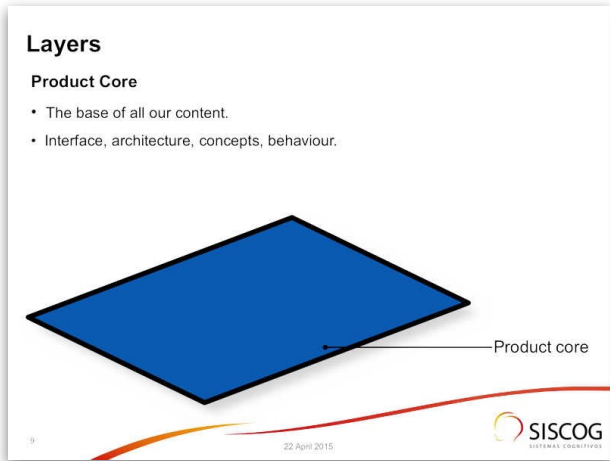 Layers
Product Core
• The base of all our content.
• Interface, architecture, concepts, behaviour.
Product core
9
22 April 2015
SISCOG
SISTEMAS COGNITIVOS